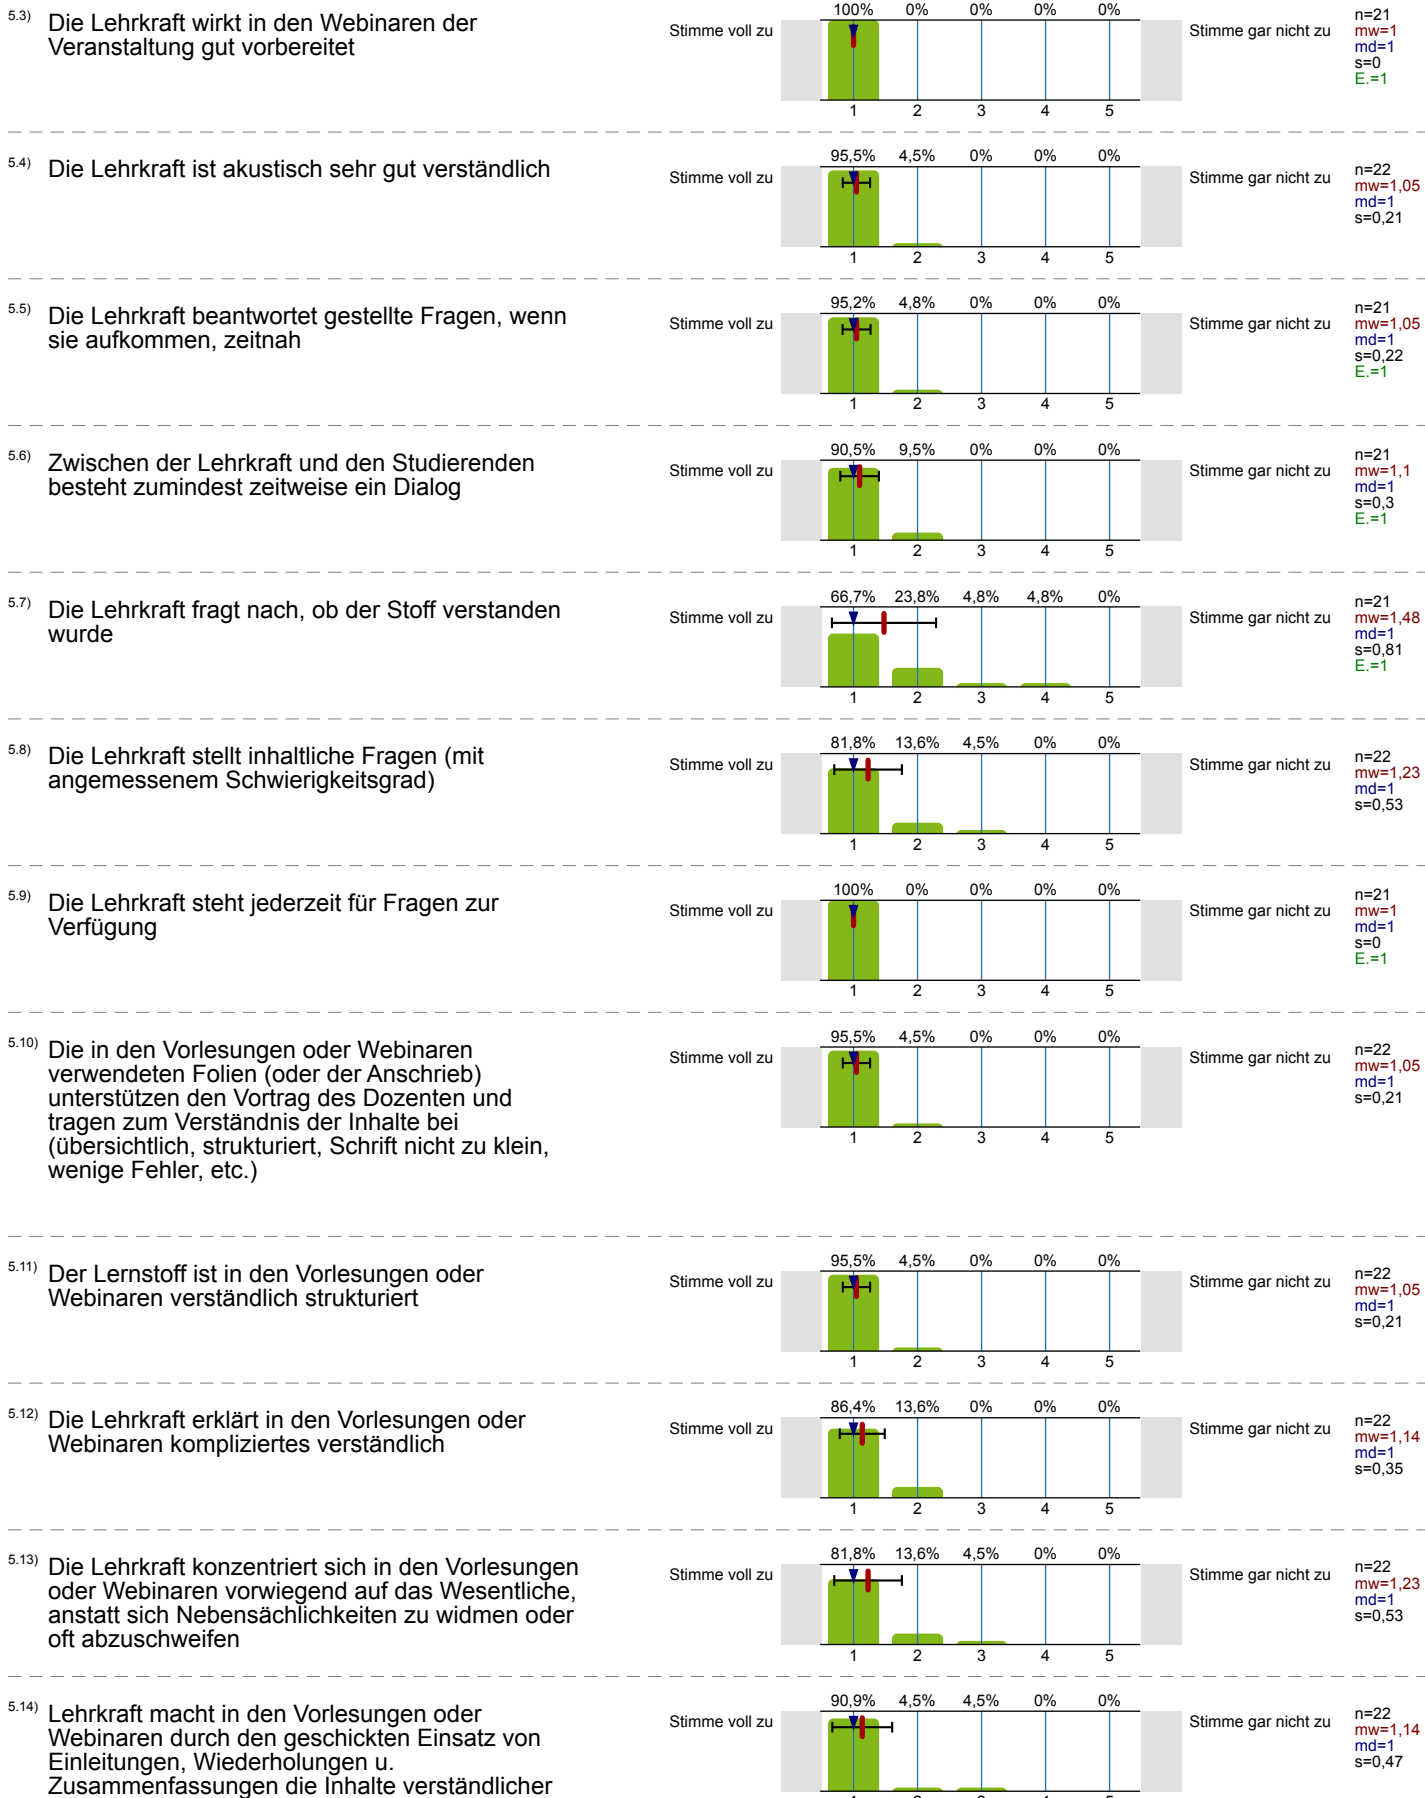 5.3) Die Lehrkraft wirkt in den Webinaren der
Veranstaltung gut vorbereitet
Stimme voll zu
100% 0% 0% 0% 0%
1 2 3 4 5
Stimme gar nicht zu
n=21
mw=1
md=1
s=0
E.=1
5.4) Die Lehrkraft ist akustisch sehr gut verständlich
Stimme voll zu
95,5% 4,5% 0% 0% 0%
1 2 3 4 5
Stimme gar nicht zu
n=22
mw=1,05
md=1
s=0,21
5.5) Die Lehrkraft beantwortet gestellte Fragen, wenn
sie aufkommen, zeitnah
Stimme voll zu
95,2% 4,8% 0% 0% 0%
1 2 3 4 5
Stimme gar nicht zu
n=21
mw=1,05
md=1
s=0,22
E.=1
5.6) Zwischen der Lehrkraft und den Studierenden
besteht zumindest zeitweise ein Dialog
Stimme voll zu
90,5% 9,5% 0% 0% 0%
1 2 3 4 5
Stimme gar nicht zu
n=21
mw=1,1
md=1
s=0,3
E.=1
5.7) Die Lehrkraft fragt nach, ob der Stoff verstanden
wurde
Stimme voll zu
66,7% 23,8% 4,8% 4,8% 0%
1 2 3 4 5
Stimme gar nicht zu
n=21
mw=1,48
md=1
s=0,81
E.=1
5.8) Die Lehrkraft stellt inhaltliche Fragen (mit
angemessenem Schwierigkeitsgrad)
Stimme voll zu
81,8% 13,6% 4,5% 0% 0%
1 2 3 4 5
Stimme gar nicht zu
n=22
mw=1,23
md=1
s=0,53
5.9) Die Lehrkraft steht jederzeit für Fragen zur
Verfügung
Stimme voll zu
100% 0% 0% 0% 0%
1 2 3 4 5
Stimme gar nicht zu
n=21
mw=1
md=1
s=0
E.=1
5.10) Die in den Vorlesungen oder Webinaren
verwendeten Folien (oder der Anschrieb)
unterstützen den Vortrag des Dozenten und
tragen zum Verständnis der Inhalte bei
(übersichtlich, strukturiert, Schrift nicht zu klein,
wenige Fehler, etc.)
Stimme voll zu
95,5% 4,5% 0% 0% 0%
1 2 3 4 5
Stimme gar nicht zu
n=22
mw=1,05
md=1
s=0,21
5.11) Der Lernstoff ist in den Vorlesungen oder
Webinaren verständlich strukturiert
Stimme voll zu
95,5% 4,5% 0% 0% 0%
1 2 3 4 5
Stimme gar nicht zu
n=22
mw=1,05
md=1
s=0,21
5.12) Die Lehrkraft erklärt in den Vorlesungen oder
Webinaren kompliziertes verständlich
Stimme voll zu
86,4% 13,6% 0% 0% 0%
1 2 3 4 5
Stimme gar nicht zu
n=22
mw=1,14
md=1
s=0,35
5.13) Die Lehrkraft konzentriert sich in den Vorlesungen
oder Webinaren vorwiegend auf das Wesentliche,
anstatt sich Nebensächlichkeiten zu widmen oder
oft abzuschweifen
Stimme voll zu
81,8% 13,6% 4,5% 0% 0%
1 2 3 4 5
Stimme gar nicht zu
n=22
mw=1,23
md=1
s=0,53
5.14) Lehrkraft macht in den Vorlesungen oder
Webinaren durch den geschickten Einsatz von
Einleitungen, Wiederholungen u.
Zusammenfassungen die Inhalte verständlicher
Stimme voll zu
90,9% 4,5% 4,5% 0% 0%
Stimme gar nicht zu
n=22
mw=1,14
md=1
s=0,47